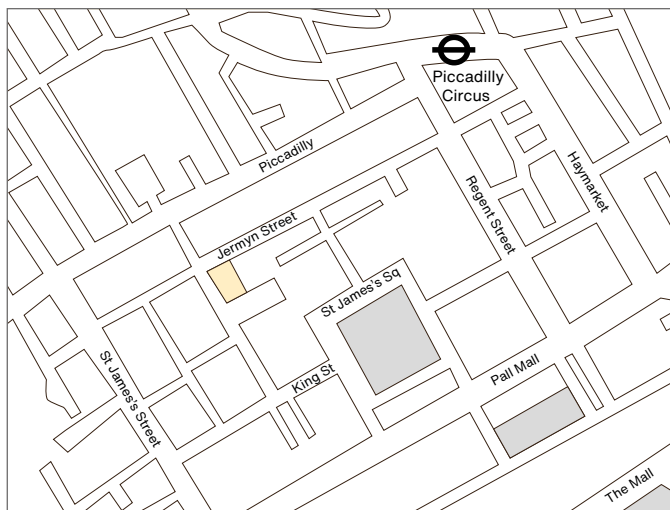 Piccadilly
Circus
Piccadilly
Haymarket
Regent Street
Jermyn Street
St James's Sq
St James's Street
King St
Pall Mall
The Mall